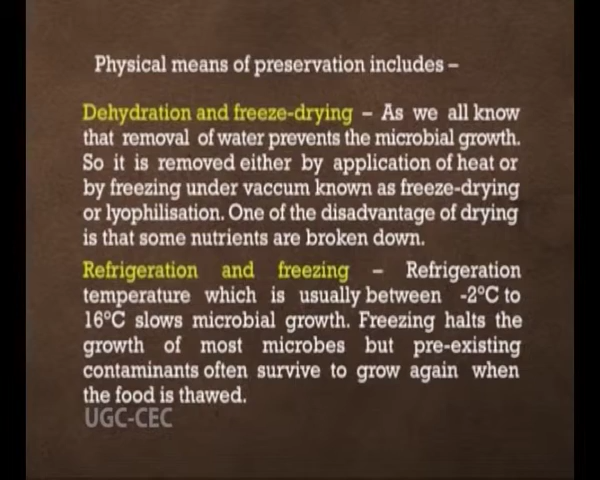 Physical means of preservation includes –
Dehydration and freeze-drying – As we all know
that removal of water prevents the microbial growth.
So it is removed either by application of heat or
by freezing under vaccum known as freeze-drying
or lyophilisation. One of the disadvantage of drying
is that some nutrients are broken down.
Refrigeration and freezing – Refrigeration
temperature which is usually between -2°C to
16°C slows microbial growth. Freezing halts the
growth of most microbes but pre-existing
contaminants often survive to grow again when
the food is thawed.
UGC-CEC